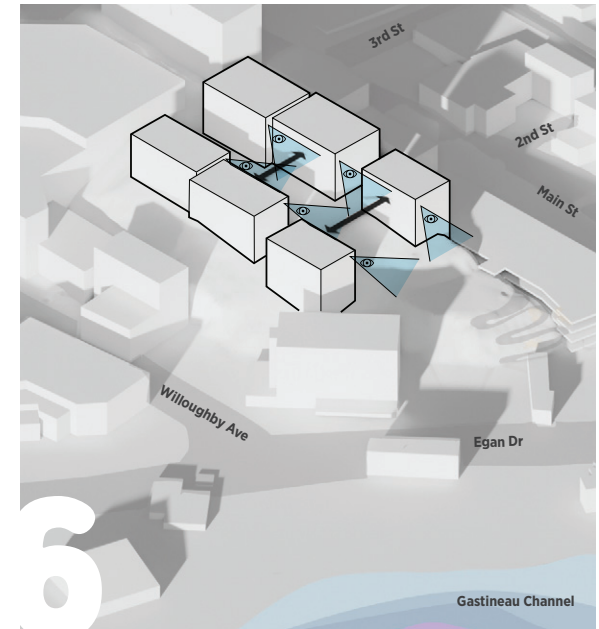 3rd St
2nd St
Main St
Willoughby Ave
Egan Dr
6
Gastineau Channel